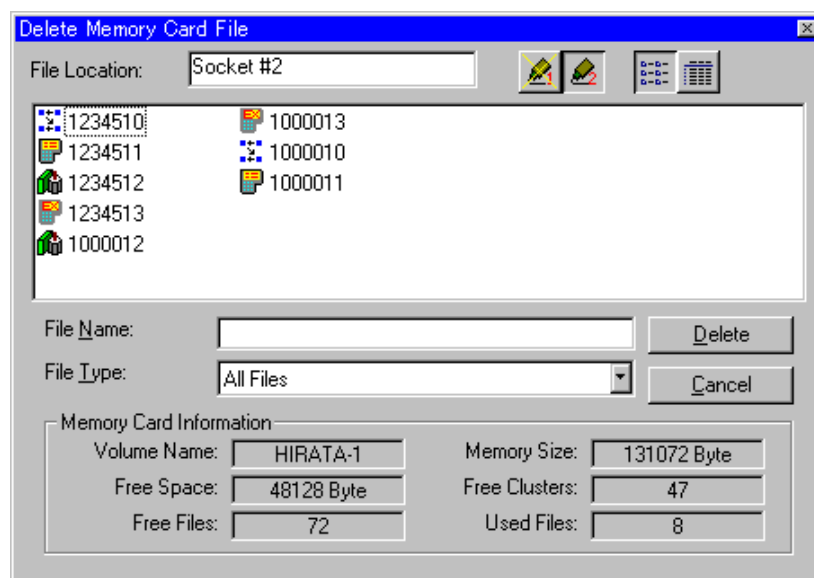 Delete Memory Card File
File Location: Socket #2 1 2
1234510 1000013
1234511 1000010
1234512 1000011
1234513
1000012
File Name: Delete
File Type: All Files Cancel
Memory Card Information
Volume Name: HIRATA-1 Memory Size: 131072 Byte
Free Space: 48128 Byte Free Clusters: 47
Free Files: 72 Used Files: 8